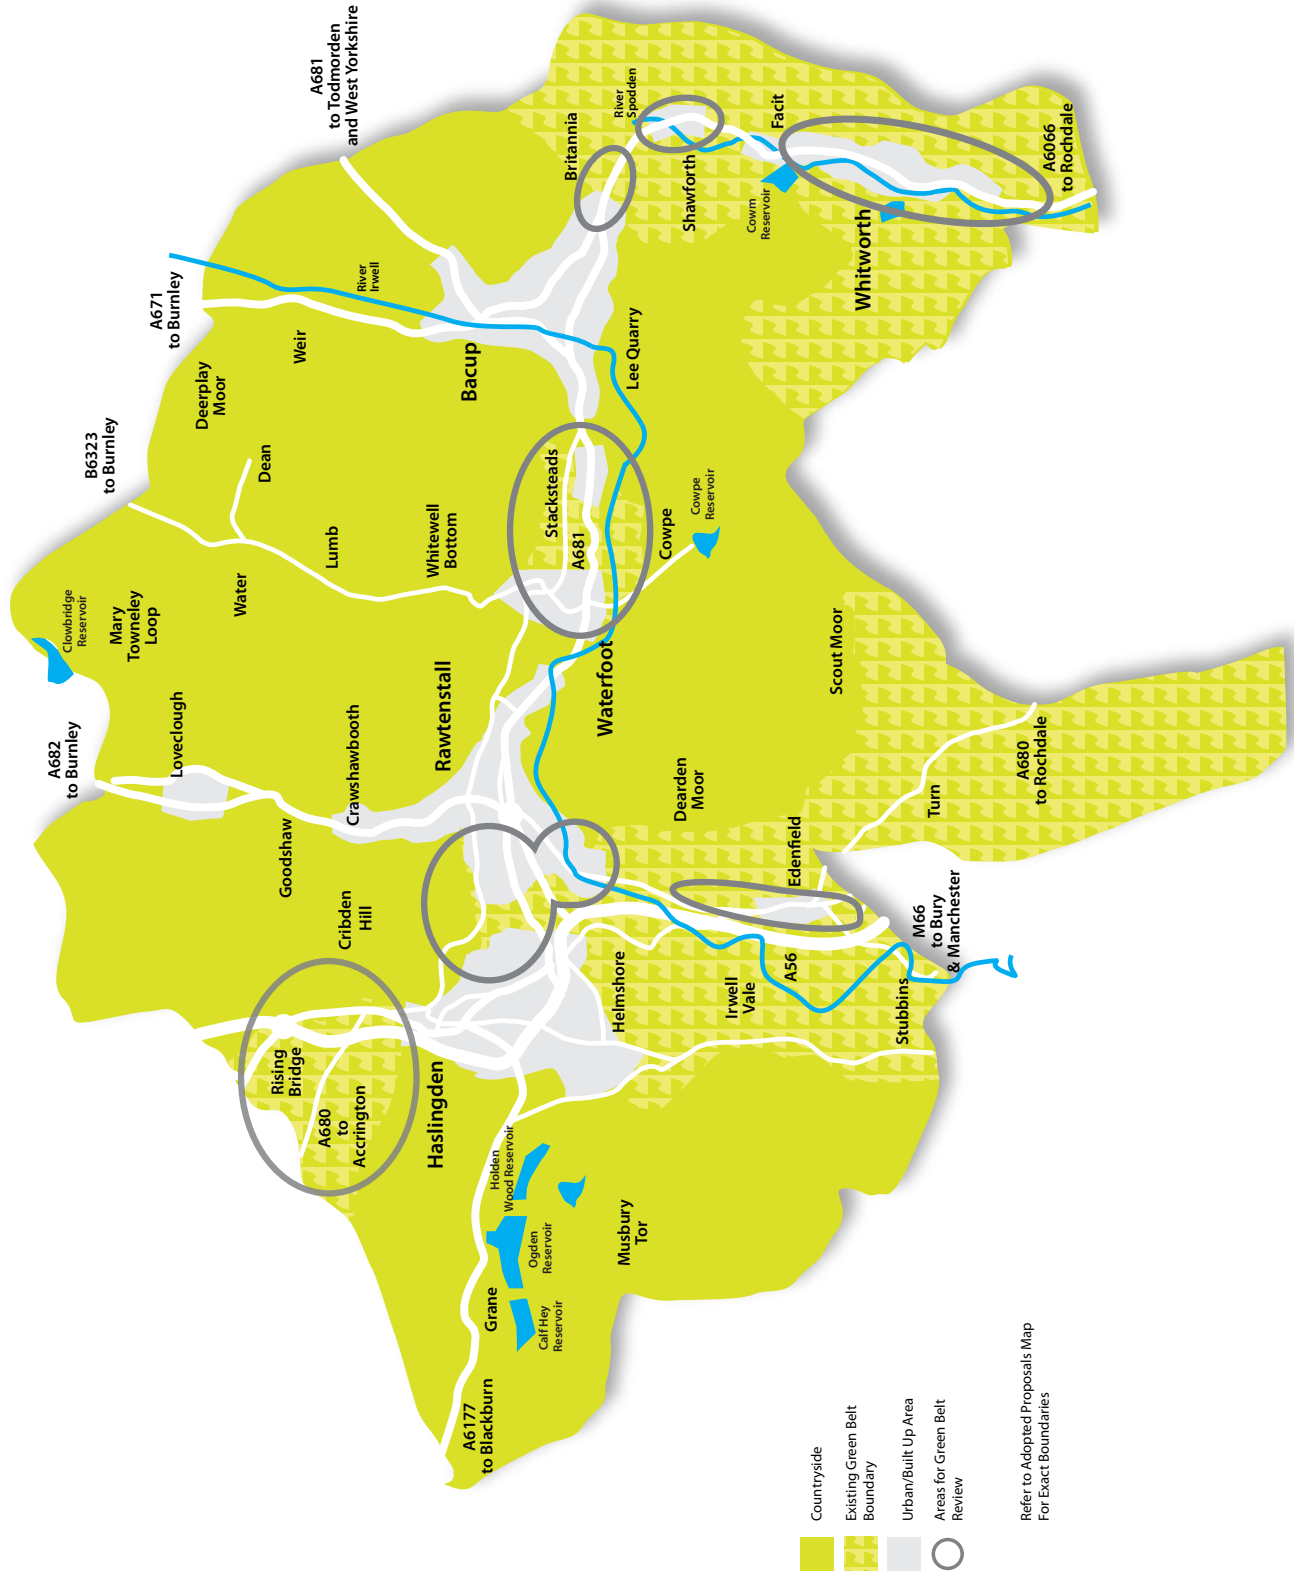 A6177
to Blackburn
Grane
Calf Hey
Reservoir
Ogden
Reservoir
Holden
Wood Reservoir
Musbury
Tor
Haslingden
A680
to
Accrington
Rising
Bridge
Helmshore
Irwell
Vale
A56
Stubbins
M66
to Bury
& Manchester
Cribden
Hill
Goodshaw
Crawshawbooth
Loveclough
A682
to Burnley
Rawtenstall
Edenfield
Dearden
Moor
Turn
A680
to Rochdale
Scout Moor
Waterfoot
Clowbridge
Reservoir
Mary
Towneley
Loop
Water
Lumb
Whitewell
Bottom
Dean
B6323
to Burnley
Deerplay
Moor
Stacksteads
A681
Cowpe
Cowpe
Reservoir
A671
to Burnley
Weir
River
Irwell
Bacup
Lee Quarry
A681
to Todmorden
and West Yorkshire
Britannia
River
Spodden
Shawforth
Facit
Cowm
Reservoir
Whitworth
A6066
to Rochdale
Countryside
Existing Green Belt
Boundary
Urban/Built Up Area
Areas for Green Belt
Review
Refer to Adopted Proposals Map
For Exact Boundaries